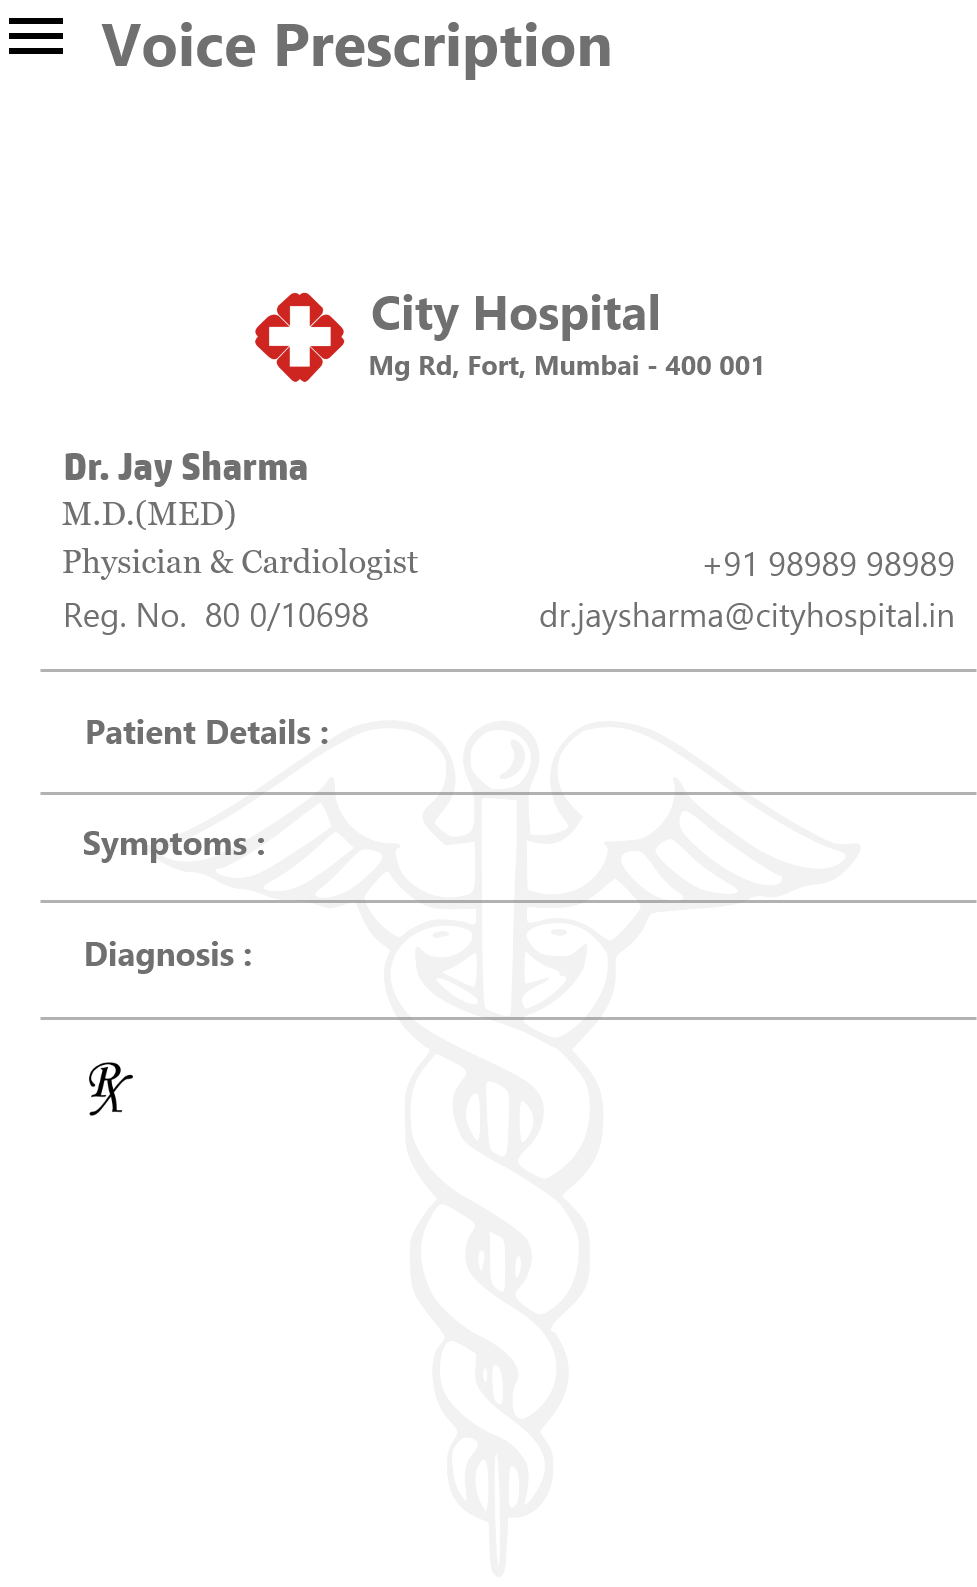 Voice Prescription
City Hospital
Mg Rd, Fort, Mumbai - 400 001
Dr. Jay Sharma
M.D.(MED)
Physician & Cardiologist
+91 98989 98989
Reg. No.  80 0/10698
dr.jaysharma@cityhospital.in
Patient Details :
Symptoms :
Diagnosis :
Rx